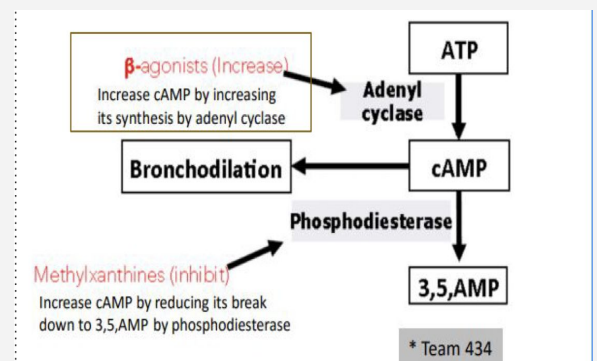 ATP
β-agonists (Increase)
Increase cAMP by increasing
its synthesis by adenyl cyclase
Adenyl
cyclase
Bronchodilation
cAMP
Phosphodiesterase
Methylxanthines (inhibit)
Increase cAMP by reducing its break
down to 3,5,AMP by phosphodiesterase
3,5,AMP
* Team 434